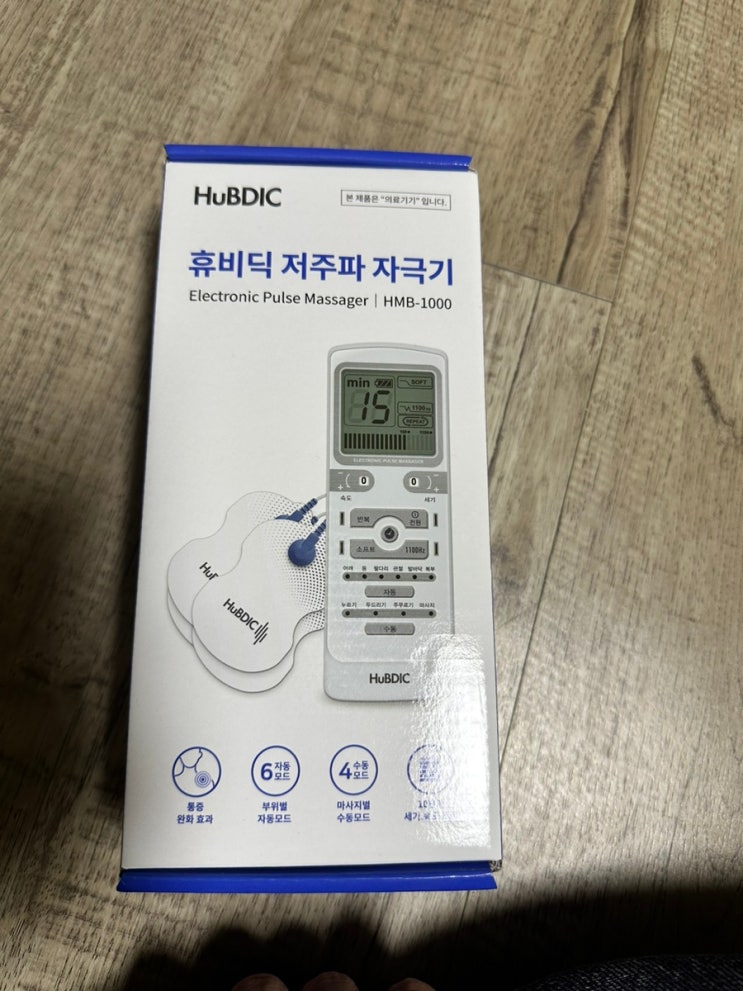 HuBDIC
본 제품은 "의료기기" 입니다.
휴비딕 저주파 자극기
Electronic Pulse Massager | HMB-1000
min
SOFT
15
1100Hz
REPEAT
ELECTRONIC PULSE MASSAGER
속도
세기
반복
전원
소프트
1100Hz
어깨 등 팔다리 관절 발바닥 복부
자동
누르기 두드리기 주무르기 마사지
수동
HuBDIC
HuBDIC
6 자동 모드
4 수동 모드
통증 완화 효과
부위별 자동모드
마사지별 수동모드